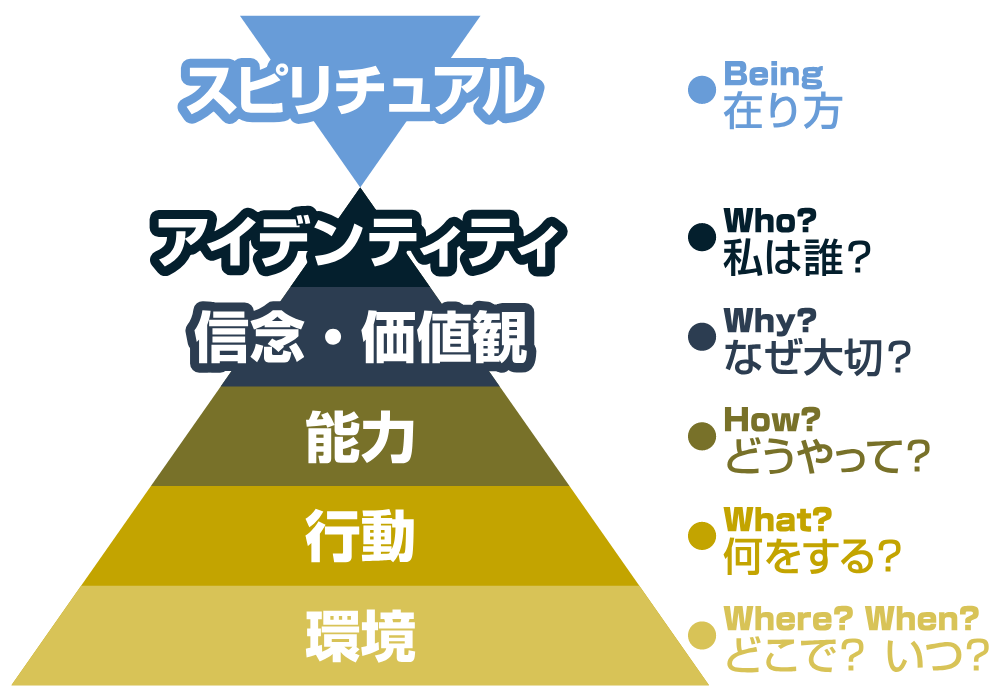 スピリチュアル
Being
在り方
アイデンティティ
Who?
私は誰？
信念・価値観
Why?
なぜ大切？
能力
How?
どうやって？
行動
What?
何をする？
環境
Where? When?
どこで？ いつ？